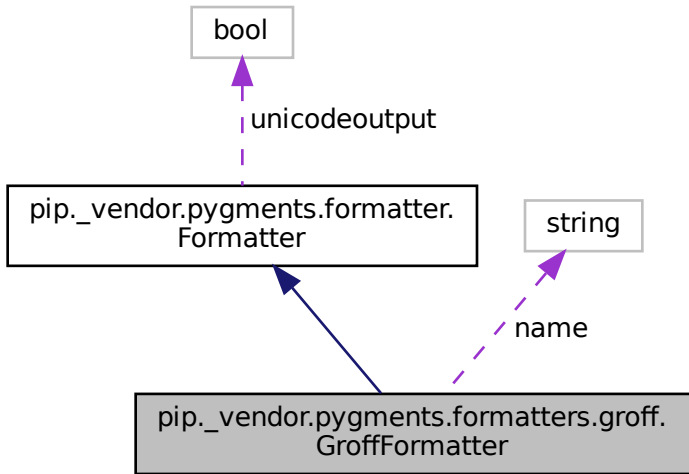 bool
unicodeoutput
pip._vendor.pygments.formatter.
Formatter
string
name
pip._vendor.pygments.formatters.groff.
GroffFormatter